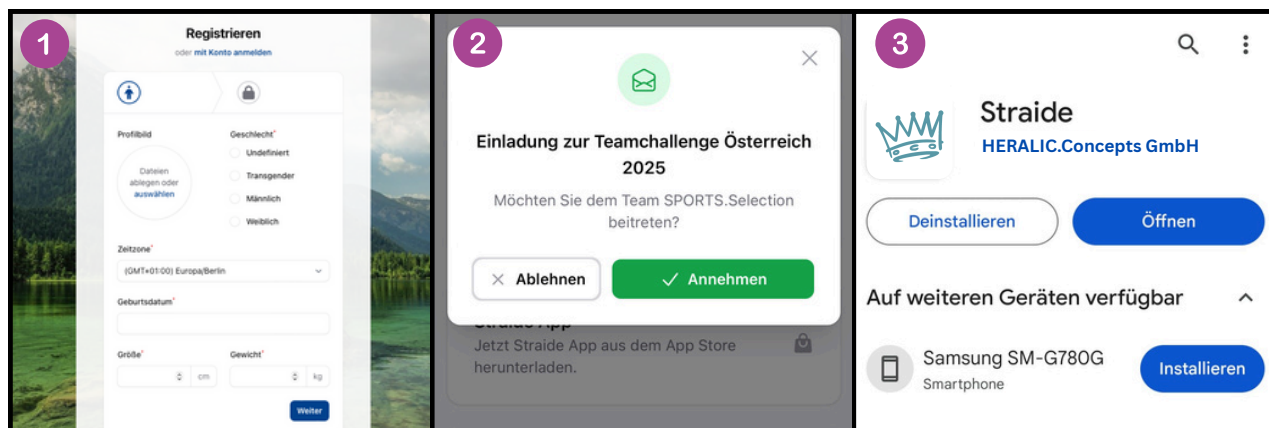 1
Registrieren
oder mit Konto anmelden
Profilbild
Dateien
ablegen oder
auswählen
Geschlecht*
Undefiniert
Transgender
Männlich
Weiblich
Zeitzone*
(GMT+01:00) Europa/Berlin
Geburtsdatum*
Größe*
cm
Gewicht*
kg
Weiter
2
Einladung zur Teamchallenge Österreich
2025
Möchten Sie dem Team SPORTS.Selection
beitreten?
Ablehnen
Annehmen
Straide App
Jetzt Straide App aus dem App Store
herunterladen.
3
Straide
HERALIC.Concepts GmbH
Deinstallieren
Öffnen
Auf weiteren Geräten verfügbar
Samsung SM-G780G
Smartphone
Installieren